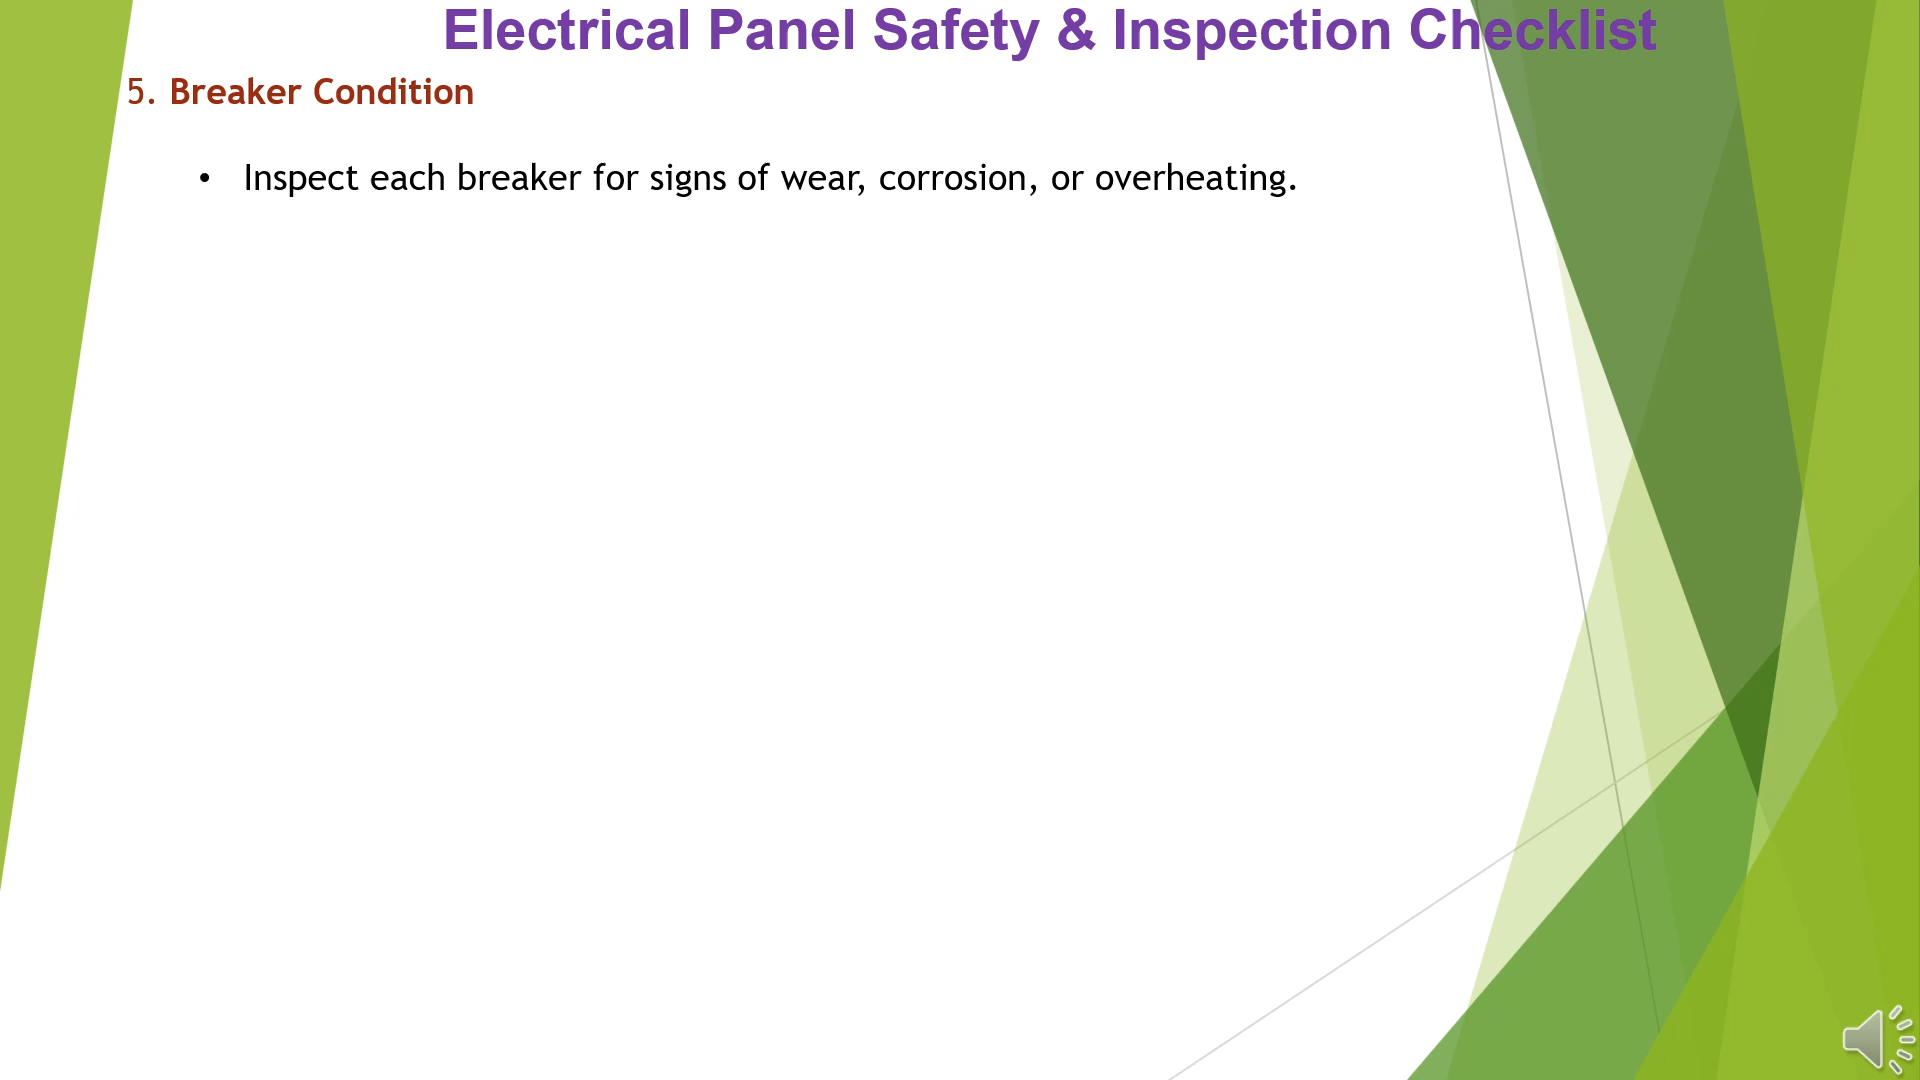 Electrical Panel Safety & Inspection Checklist
5. Breaker Condition
• Inspect each breaker for signs of wear, corrosion, or overheating.